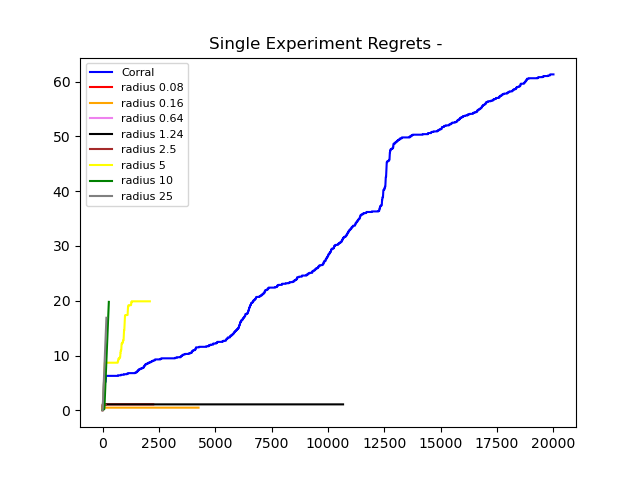 Single Experiment Regrets -
Corral
radius 0.08
radius 0.16
radius 0.64
radius 1.24
radius 2.5
radius 5
radius 10
radius 25
60
50
40
30
20
10
0
0 2500 5000 7500 10000 12500 15000 17500 20000